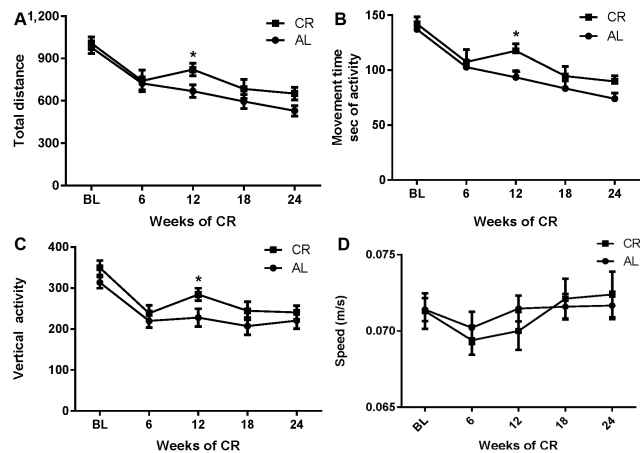 A
1,200
900
600
300
0
Total distance
*
CR
AL
BL 6 12 18 24
Weeks of CR
B
150
100
50
0
Movement time
sec of activity
*
CR
AL
BL 6 12 18 24
Weeks of CR
C
400
300
200
100
0
Vertical activity
*
CR
AL
BL 6 12 18 24
Weeks of CR
D
0.075
0.070
0.065
Speed (m/s)
CR
AL
BL 6 12 18 24
Weeks of CR